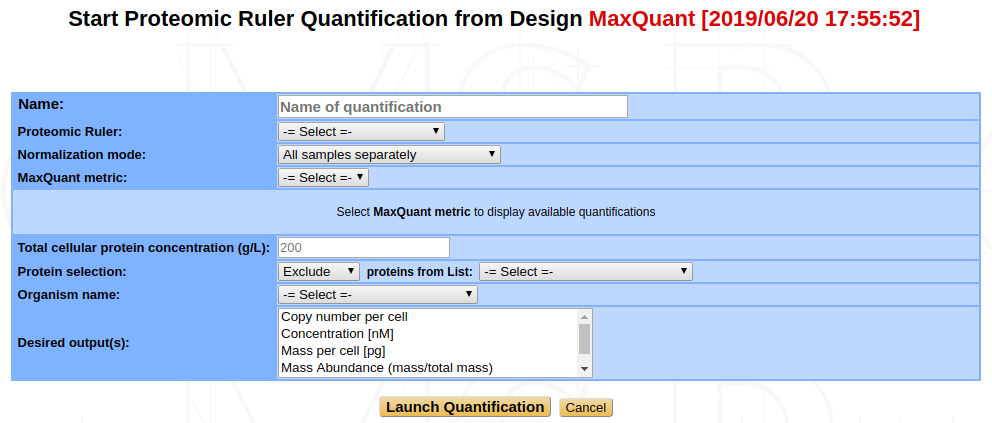 Start Proteomic Ruler Quantification from Design MaxQuant [2019/06/20 17:55:52]
Name: Name of quantification
Proteomic Ruler: -= Select =-
Normalization mode: All samples separately
MaxQuant metric: -= Select =-
Select MaxQuant metric to display available quantifications
Total cellular protein concentration (g/L): 200
Protein selection: Exclude proteins from List: -= Select =-
Organism name: -= Select =-
Desired output(s):
Copy number per cell
Concentration [nM]
Mass per cell [pg]
Mass Abundance (mass/total mass)
Launch Quantification Cancel